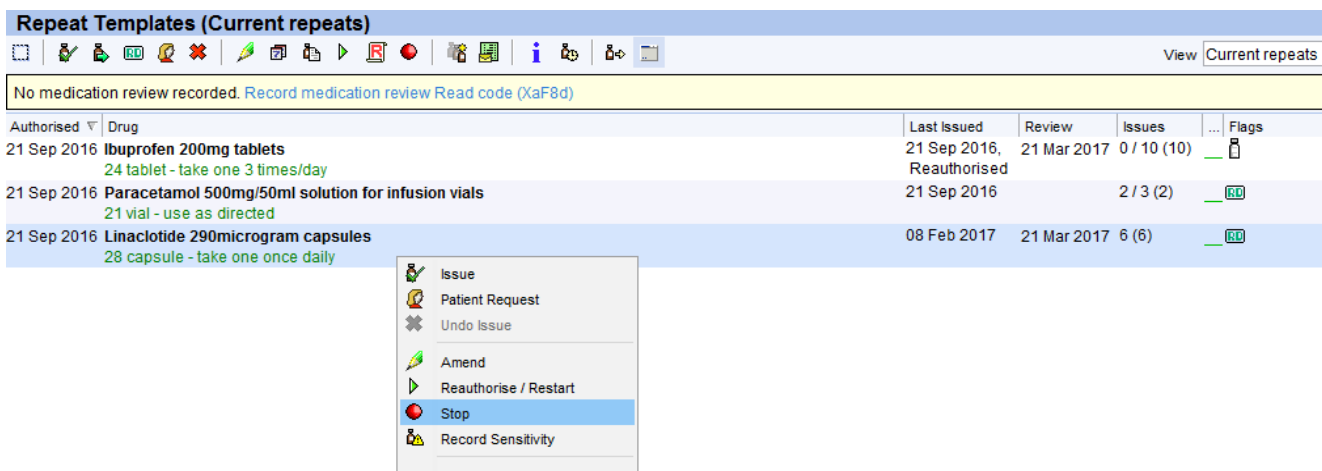 Repeat Templates (Current repeats)
RD R View Current repeats
No medication review recorded. Record medication review Read code (XaF8d)
Authorised Drug Last Issued Review Issues ... Flags
21 Sep 2016 Ibuprofen 200mg tablets 21 Sep 2016, 21 Mar 2017 0 / 10 (10)
24 tablet - take one 3 times/day Reauthorised
21 Sep 2016 Paracetamol 500mg/50ml solution for infusion vials 21 Sep 2016 2 / 3 (2) RD
21 vial - use as directed
21 Sep 2016 Linaclotide 290microgram capsules 08 Feb 2017 21 Mar 2017 6 (6) RD
28 capsule - take one once daily
Issue
Patient Request
Undo Issue
Amend
Reauthorise / Restart
Stop
Record Sensitivity